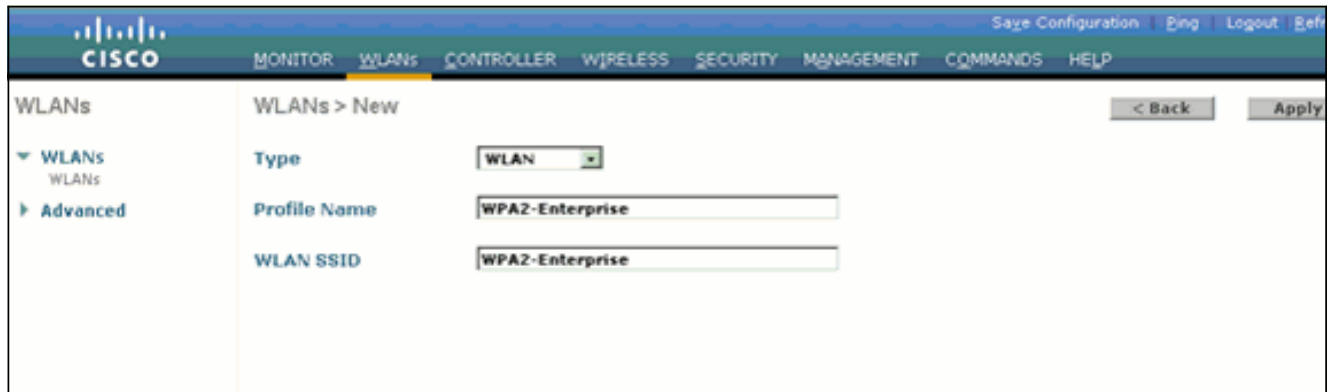 Save Configuration | Ping | Logout | Refr
CISCO
MONITOR WLANs CONTROLLER WIRELESS SECURITY MANAGEMENT COMMANDS HELP
WLANs
WLANs > New
< Back
Apply
WLANs
WLANs
Advanced
Type
WLAN
Profile Name
WPA2-Enterprise
WLAN SSID
WPA2-Enterprise